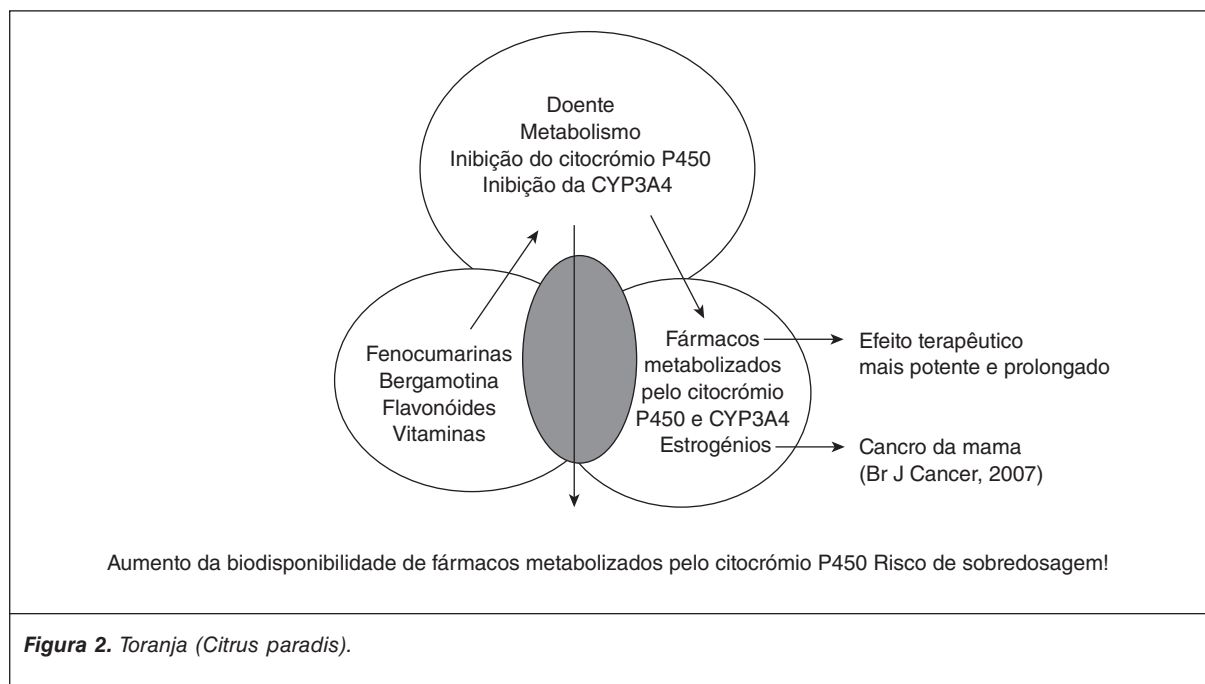 Doente
Metabolismo
Inibição do citocrómio P450
Inibição da CYP3A4
Fenocumarinas
Bergamotina
Flavonóides
Vitaminas
Fármacos
metabolizados
pelo citocrómio
P450 e CYP3A4
Estrogénios
Efeito terapêutico
mais potente e prolongado
Cancro da mama
(Br J Cancer, 2007)
Aumento da biodisponibilidade de fármacos metabolizados pelo citocrómio P450 Risco de sobredosagem!
Figura 2. Toranja (Citrus paradis).